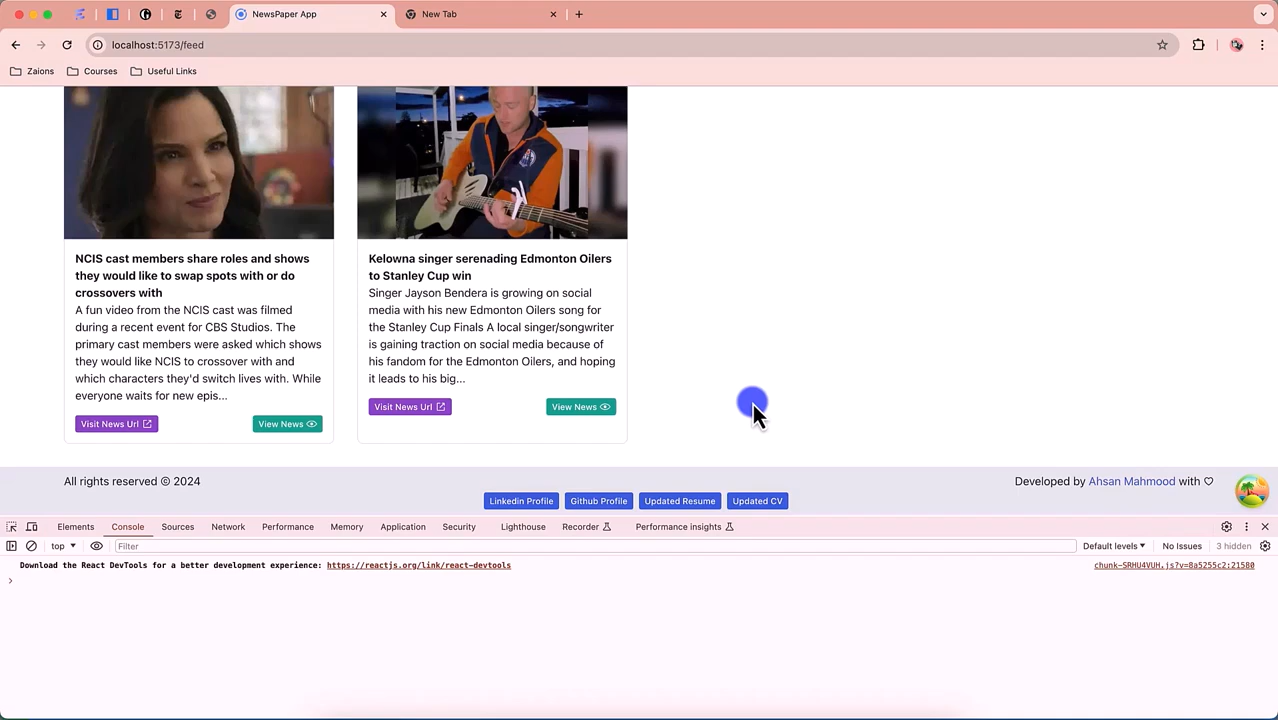 NewsPaper App
New Tab
localhost:5173/feed
Zaions
Courses
Useful Links
NCIS cast members share roles and shows
they would like to swap spots with or do
crossovers with
A fun video from the NCIS cast was filmed
during a recent event for CBS Studios. The
primary cast members were asked which shows
they would like NCIS to crossover with and
which characters they'd switch lives with. While
everyone waits for new epis...
Visit News Url
View News
Kelowna singer serenading Edmonton Oilers
to Stanley Cup win
Singer Jayson Bendera is growing on social
media with his new Edmonton Oilers song for
the Stanley Cup Finals A local singer/songwriter
is gaining traction on social media because of
his fandom for the Edmonton Oilers, and hoping
it leads to his big...
Visit News Url
View News
All rights reserved © 2024
Developed by Ahsan Mahmood with ♡
Linkedin Profile
Github Profile
Updated Resume
Updated CV
Elements
Console
Sources
Network
Performance
Memory
Application
Security
Lighthouse
Recorder
Performance insights
top
Filter
Default levels
No Issues
3 hidden
Download the React DevTools for a better development experience: https://reactjs.org/link/react-devtools
chunk-SRHU4VUH.js?v=8a5255c2:21580